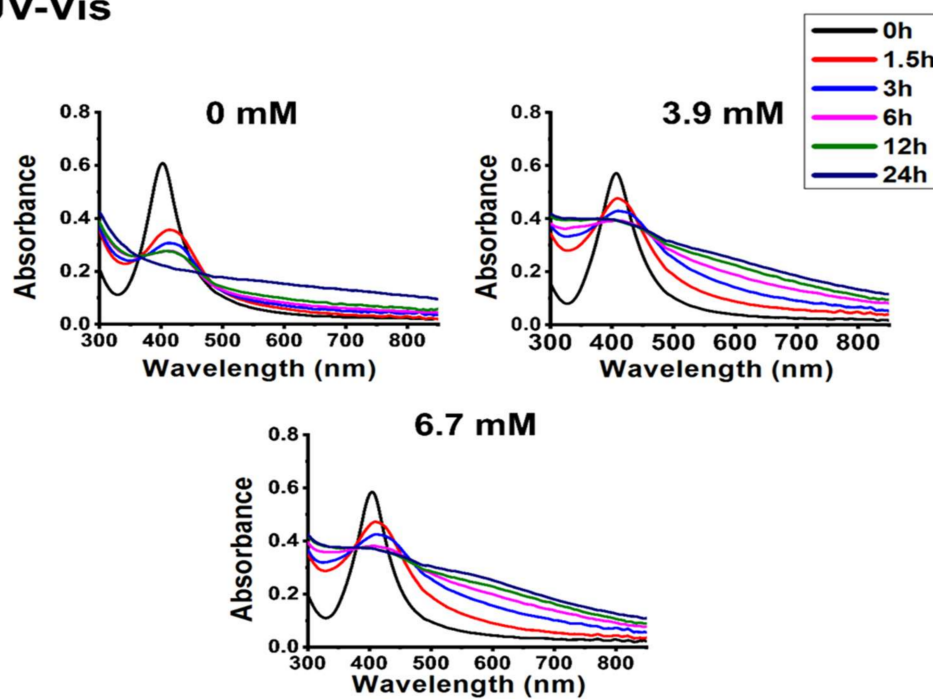 UV-Vis
0h
1.5h
3h
6h
12h
24h
0 mM
0.8
0.6
0.4
0.2
0.0
Absorbance
300 400 500 600 700 800
Wavelength (nm)
3.9 mM
0.8
0.6
0.4
0.2
0.0
Absorbance
300 400 500 600 700 800
Wavelength (nm)
6.7 mM
0.8
0.6
0.4
0.2
0.0
Absorbance
300 400 500 600 700 800
Wavelength (nm)